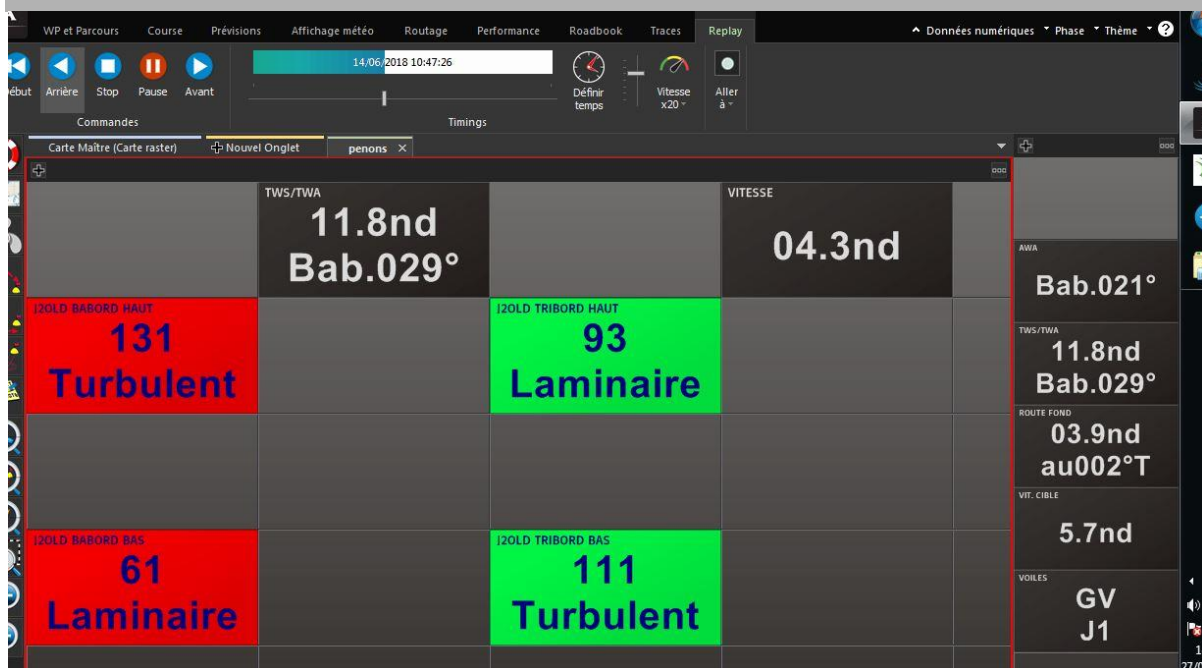 WP et Parcours Course Prévisions Affichage météo Routage Performance Roadbook Traces Replay Données numériques Phase Thème ?
14/06/2018 10:47:26
Arrière Stop Pause Avant
Définir temps
Vitesse x20
Aller à
Commandes Timings
Carte Maître (Carte raster) Nouvel Onglet penons
TWS/TWA
11.8nd
Bab.029°
VITESSE
04.3nd
J2OLD BABORD HAUT
131
Turbulent
J2OLD TRIBORD HAUT
93
Laminaire
J2OLD BABORD BAS
61
Laminaire
J2OLD TRIBORD BAS
111
Turbulent
AWA
Bab.021°
TWS/TWA
11.8nd
Bab.029°
ROUTE FOND
03.9nd
au002°T
VIT. CIBLE
5.7nd
VOILES
GV
J1